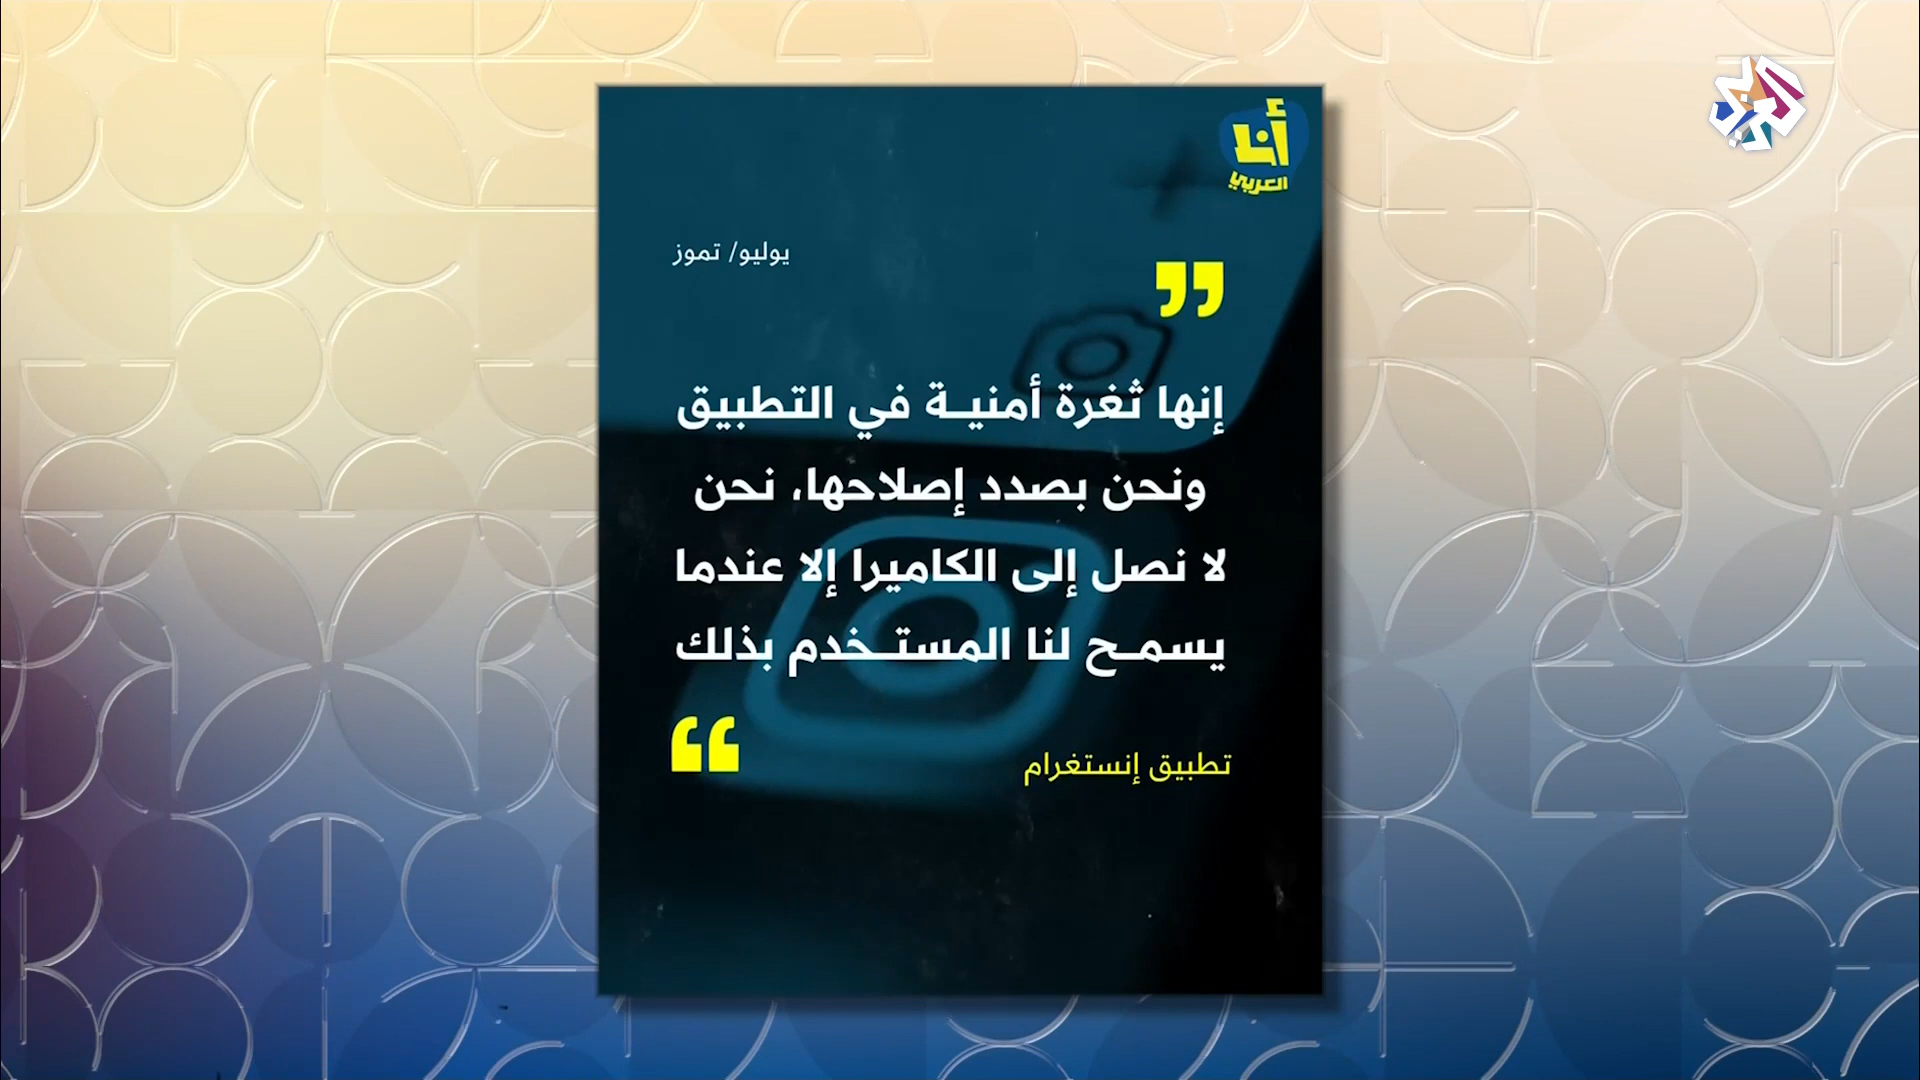 العربي
أنا
العربي
يوليو/ تموز
إنها ثغرة أمنيـة في التطبيق
ونحن بصدد إصلاحها، نحن
لا نصل إلى الكاميرا إلا عندما
يسمـح لنا المستـخدم بذلك
تطبيق إنستغرام